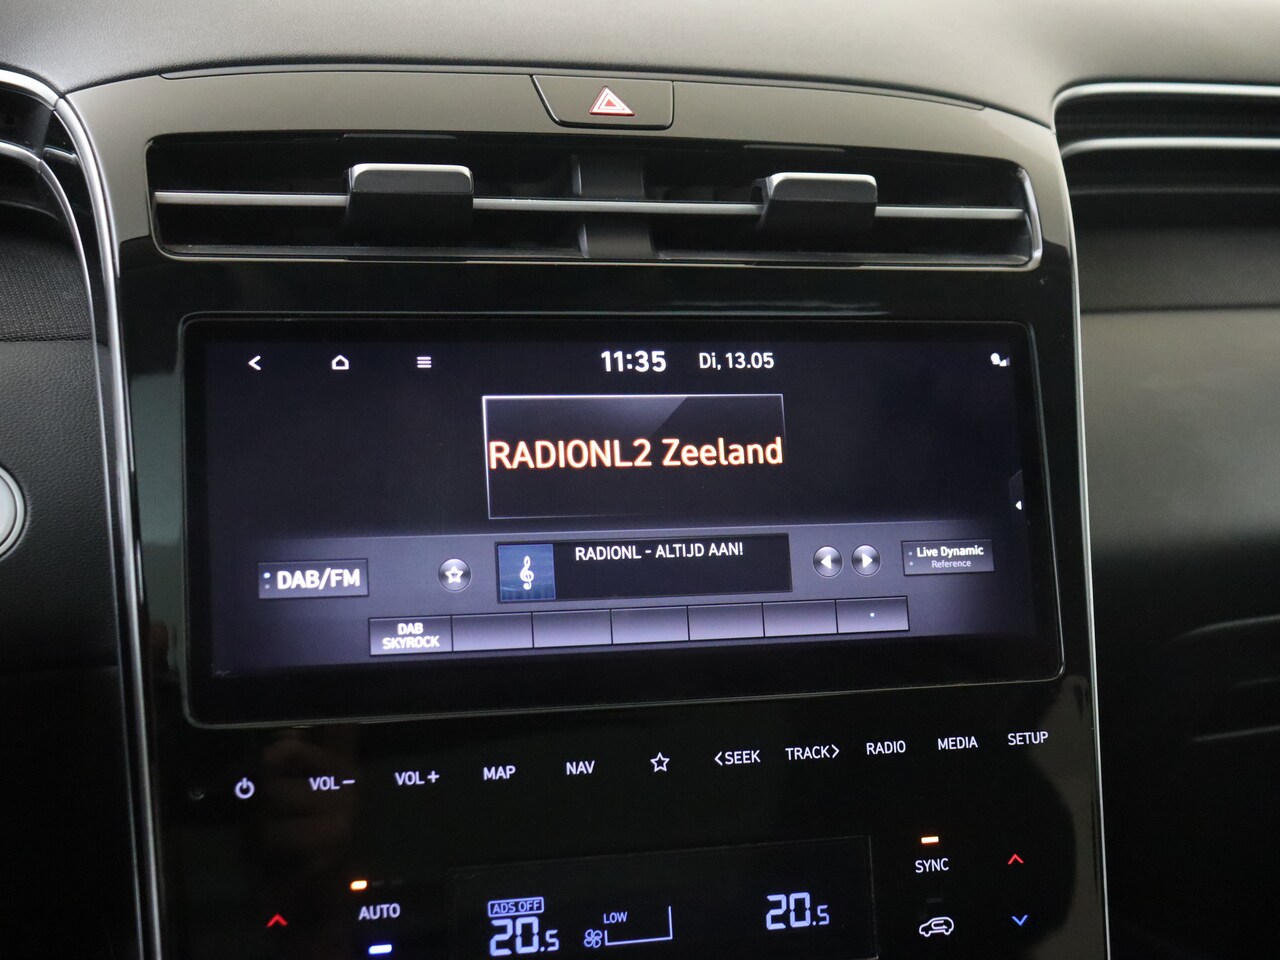 11:35 Di, 13.05
RADIONL2 Zeeland
RADIONL - ALTIJD AAN!
DAB/FM
Live Dynamic
Reference
DAB
SKYROCK
VOL- VOL+ MAP NAV <SEEK TRACK> RADIO MEDIA SETUP
SYNC
AUTO
ADS OFF
20.5
LOW
20.5